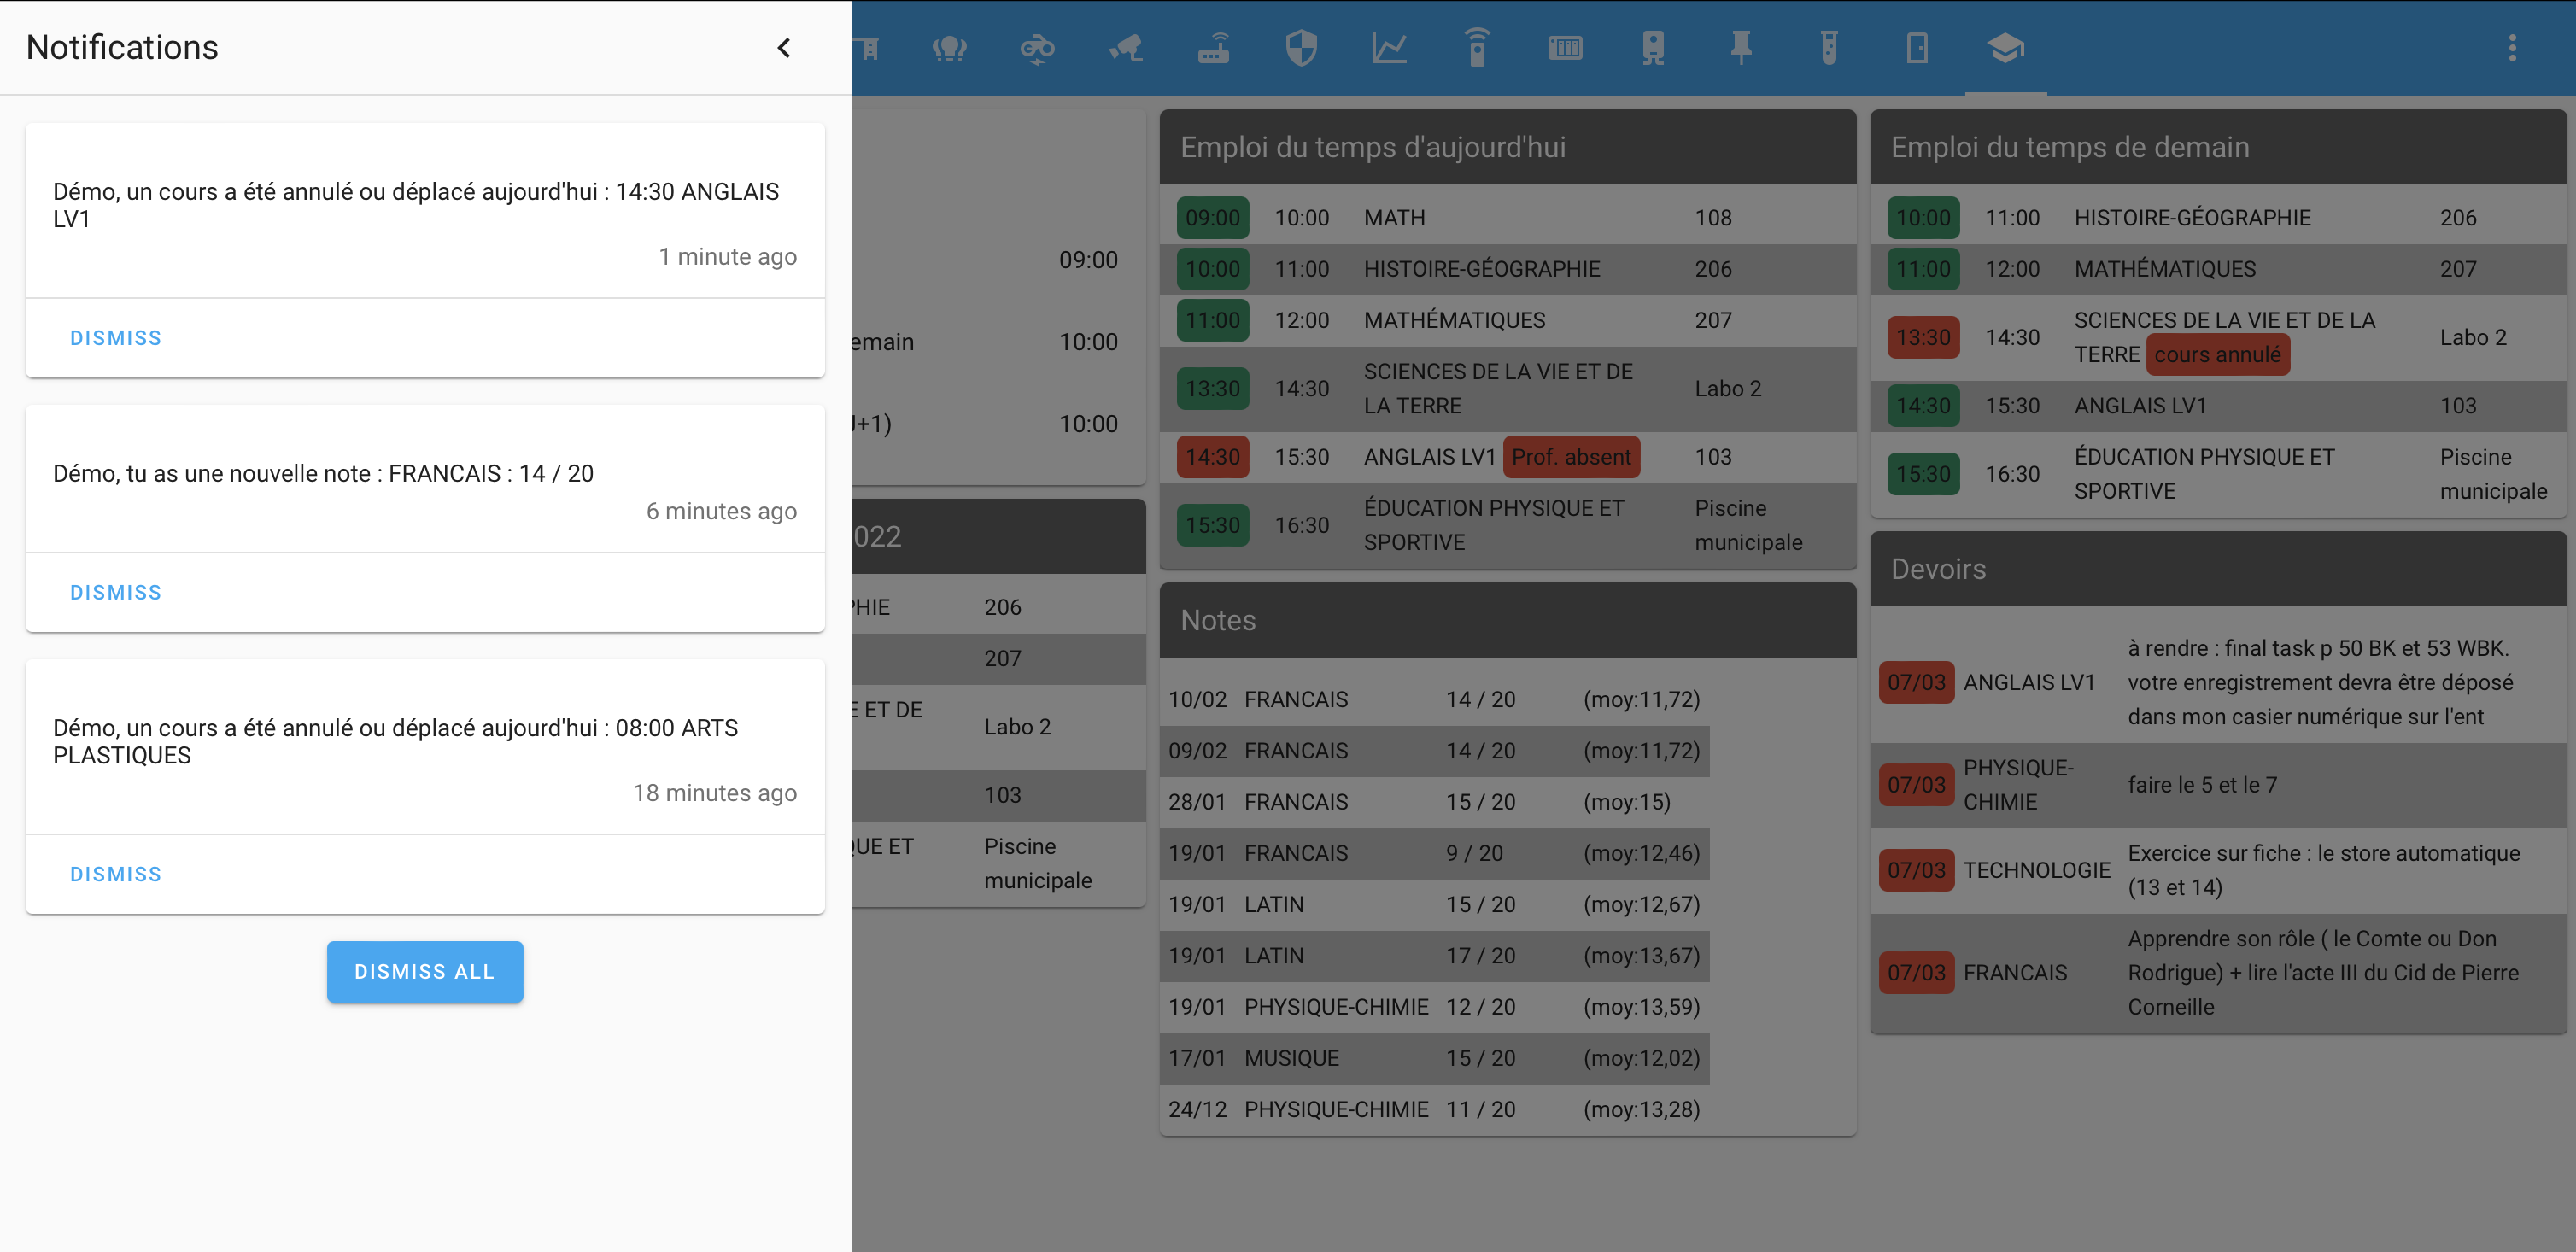 Notifications
Démo, un cours a été annulé ou déplacé aujourd'hui : 14:30 ANGLAIS
LV1
1 minute ago
DISMISS
Démo, tu as une nouvelle note : FRANCAIS : 14 / 20
6 minutes ago
DISMISS
Démo, un cours a été annulé ou déplacé aujourd'hui : 08:00 ARTS
PLASTIQUES
18 minutes ago
DISMISS
DISMISS ALL
09:00
emain 10:00
+1) 10:00
022
HIE 206
207
E ET DE
Labo 2
103
UE ET Piscine
municipale
Emploi du temps d'aujourd'hui
09:00 10:00 MATH 108
10:00 11:00 HISTOIRE-GÉOGRAPHIE 206
11:00 12:00 MATHÉMATIQUES 207
13:30 14:30 SCIENCES DE LA VIE ET DE
LA TERRE Labo 2
14:30 15:30 ANGLAIS LV1 Prof. absent 103
15:30 16:30 ÉDUCATION PHYSIQUE ET
SPORTIVE Piscine
municipale
Notes
10/02 FRANCAIS 14 / 20 (moy:11,72)
09/02 FRANCAIS 14 / 20 (moy:11,72)
28/01 FRANCAIS 15 / 20 (moy:15)
19/01 FRANCAIS 9 / 20 (moy:12,46)
19/01 LATIN 15 / 20 (moy:12,67)
19/01 LATIN 17 / 20 (moy:13,67)
19/01 PHYSIQUE-CHIMIE 12 / 20 (moy:13,59)
17/01 MUSIQUE 15 / 20 (moy:12,02)
24/12 PHYSIQUE-CHIMIE 11 / 20 (moy:13,28)
Emploi du temps de demain
10:00 11:00 HISTOIRE-GÉOGRAPHIE 206
11:00 12:00 MATHÉMATIQUES 207
13:30 14:30 SCIENCES DE LA VIE ET DE LA
TERRE cours annulé Labo 2
14:30 15:30 ANGLAIS LV1 103
15:30 16:30 ÉDUCATION PHYSIQUE ET
SPORTIVE Piscine
municipale
Devoirs
07/03 ANGLAIS LV1 à rendre : final task p 50 BK et 53 WBK.
votre enregistrement devra être déposé
dans mon casier numérique sur l'ent
07/03 PHYSIQUE-
CHIMIE faire le 5 et le 7
07/03 TECHNOLOGIE Exercice sur fiche : le store automatique
(13 et 14)
07/03 FRANCAIS Apprendre son rôle ( le Comte ou Don
Rodrigue) + lire l'acte III du Cid de Pierre
Corneille